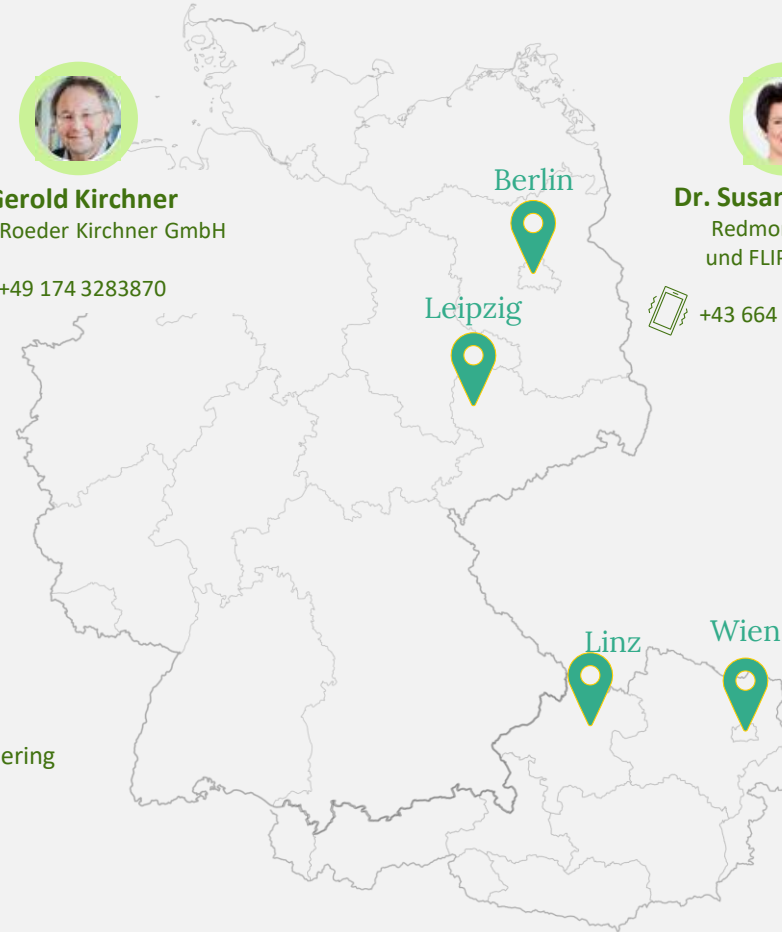 Gerold Kirchner
Roeder Kirchner GmbH
+49 174 3283870
Berlin
Leipzig
Dr. Susan
Redmo
und FLIP
+43 664
Linz
Wien
ering